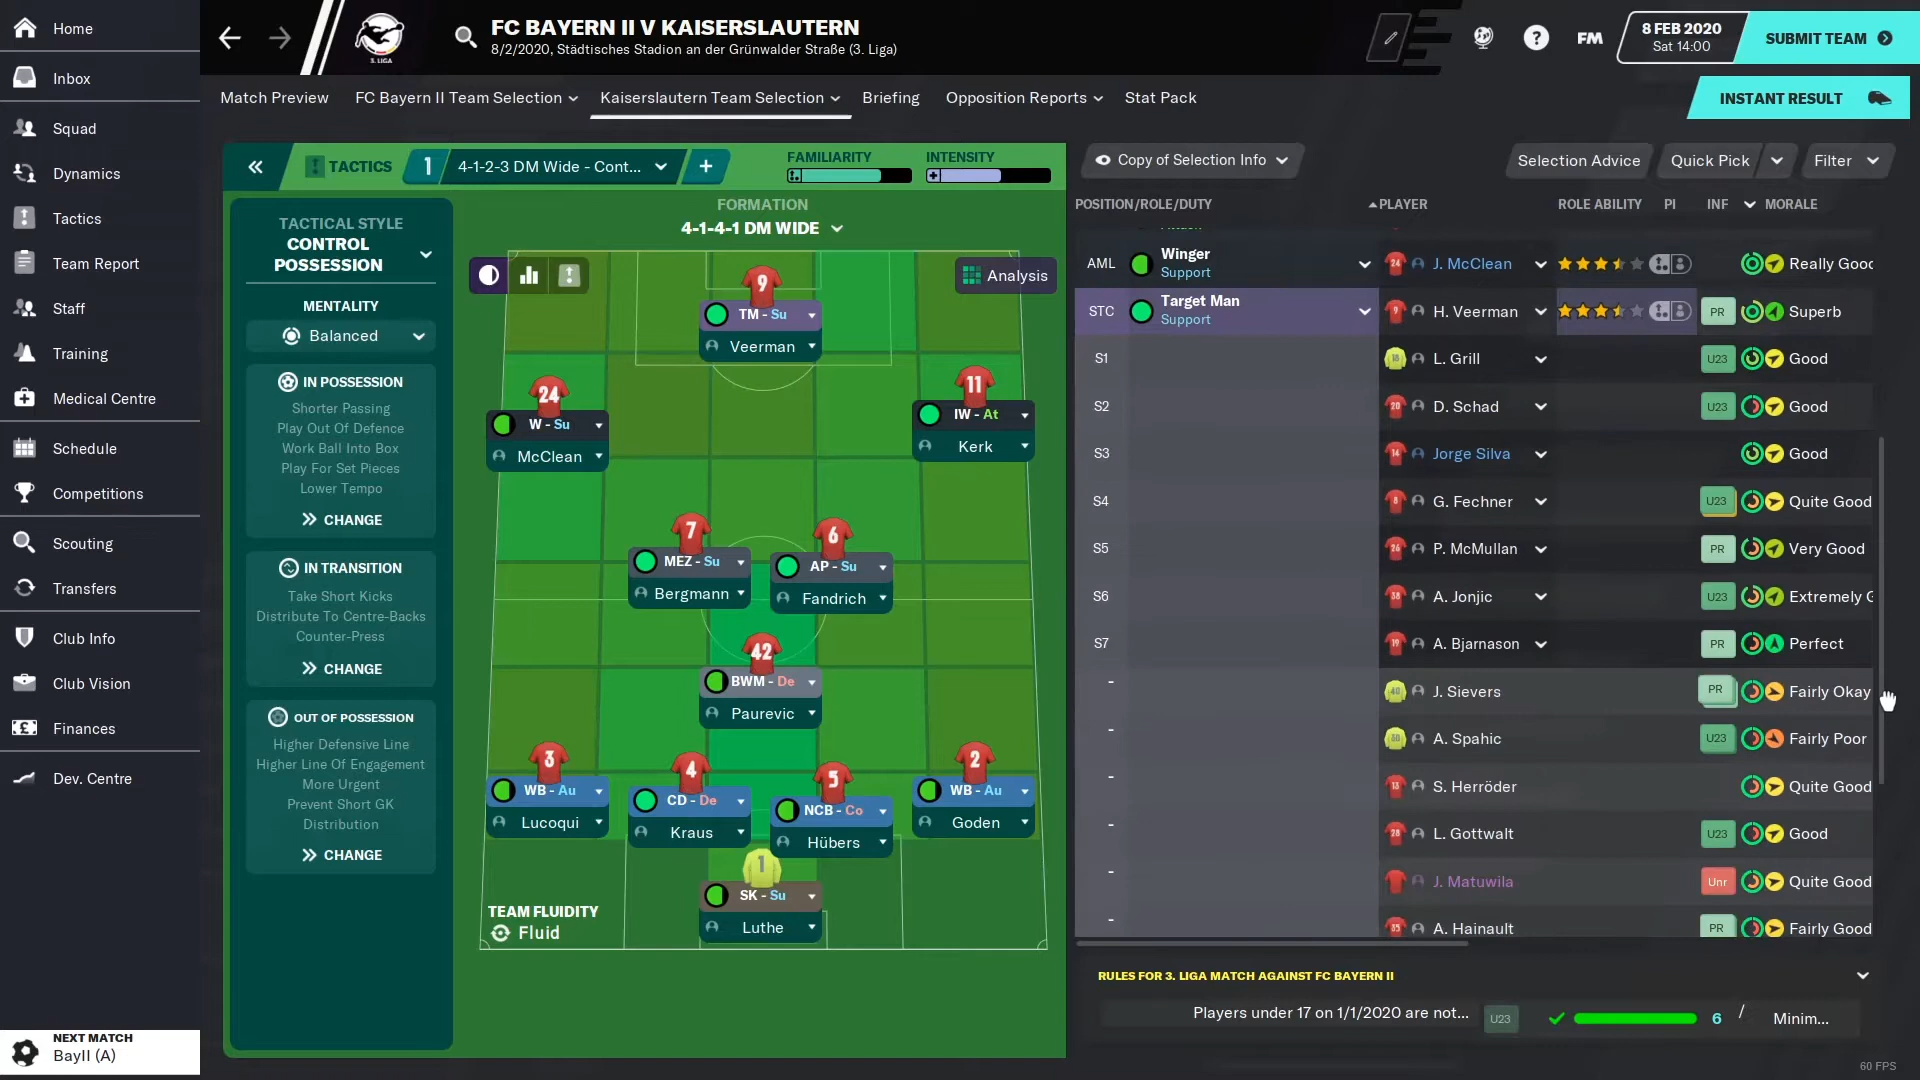 Home
Inbox
Squad
Dynamics
Tactics
Team Report
Staff
Training
Medical Centre
Schedule
Competitions
Scouting
Transfers
Club Info
Club Vision
Finances
Dev. Centre
NEXT MATCH
BayII (A)
3. LIGA
FC BAYERN II V KAISERSLAUTERN
8/2/2020, Städtisches Stadion an der Grünwalder Straße (3. Liga)
FM
8 FEB 2020
Sat 14:00
SUBMIT TEAM
Match Preview
FC Bayern II Team Selection
Kaiserslautern Team Selection
Briefing
Opposition Reports
Stat Pack
INSTANT RESULT
TACTICS
1
4-1-2-3 DM Wide - Cont...
FAMILIARITY
INTENSITY
TACTICAL STYLE
CONTROL
POSSESSION
MENTALITY
Balanced
IN POSSESSION
Shorter Passing
Play Out Of Defence
Work Ball Into Box
Play For Set Pieces
Lower Tempo
CHANGE
IN TRANSITION
Take Short Kicks
Distribute To Centre-Backs
Counter-Press
CHANGE
OUT OF POSSESSION
Higher Defensive Line
Higher Line Of Engagement
More Urgent
Prevent Short GK
Distribution
CHANGE
FORMATION
4-1-4-1 DM WIDE
Analysis
9
TM - Su
Veerman
24
W - Su
McClean
11
IW - At
Kerk
7
MEZ - Su
Bergmann
6
AP - Su
Fandrich
42
BWM - De
Paurevic
3
WB - Au
Lucoqui
4
CD - De
Kraus
5
NCB - Co
Hübers
2
WB - Au
Goden
1
SK - Su
Luthe
TEAM FLUIDITY
Fluid
Copy of Selection Info
Selection Advice
Quick Pick
Filter
POSITION/ROLE/DUTY
PLAYER
ROLE ABILITY
PI
INF
MORALE
AML
Winger
Support
24
J. McClean
Really Good
STC
Target Man
Support
9
H. Veerman
PR
Superb
S1
L. Grill
U23
Good
S2
20
D. Schad
U23
Good
S3
14
Jorge Silva
Good
S4
8
G. Fechner
U23
Quite Good
S5
26
P. McMullan
PR
Very Good
S6
38
A. Jonjic
U23
Extremely G
S7
19
A. Bjarnason
PR
Perfect
-
40
J. Sievers
PR
Fairly Okay
-
A. Spahic
U23
Fairly Poor
-
13
S. Herröder
Quite Good
-
28
L. Gottwalt
U23
Good
-
J. Matuwila
Unr
Quite Good
-
A. Hainault
PR
Fairly Good
RULES FOR 3. LIGA MATCH AGAINST FC BAYERN II
Players under 17 on 1/1/2020 are not...
U23
6
/
Minim...
60 FPS